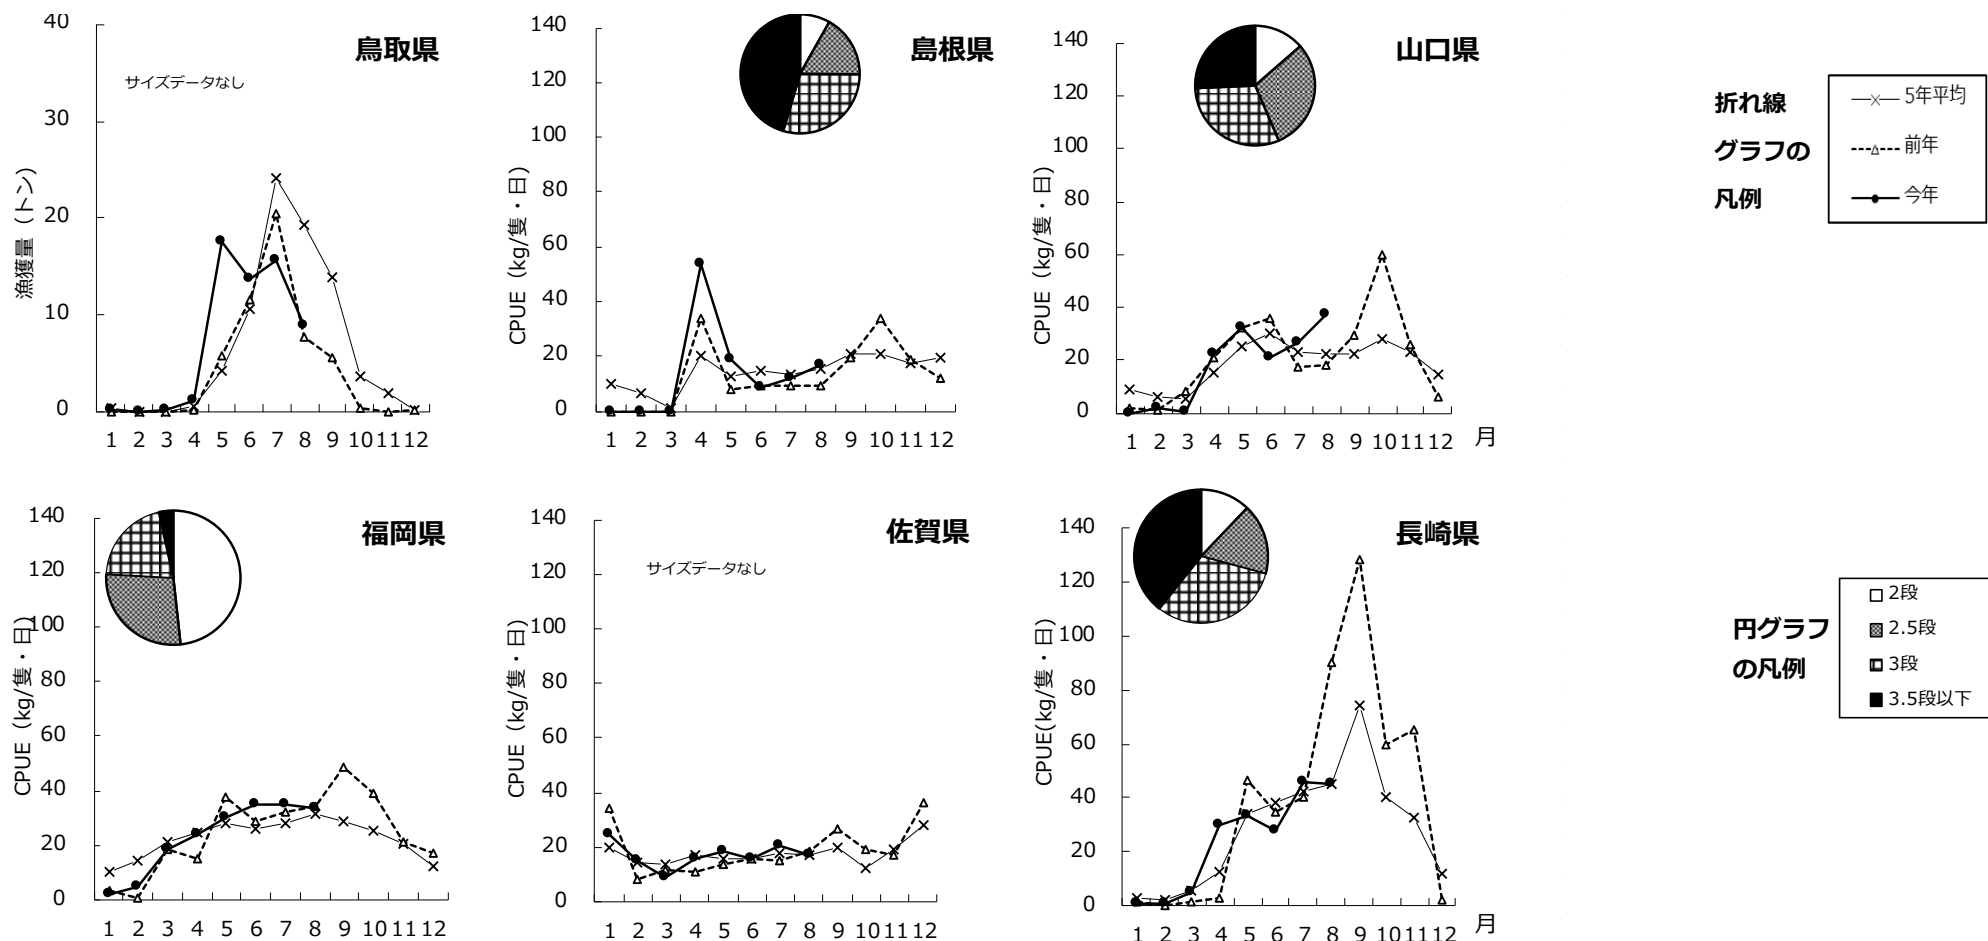 鳥取県
サイズデータなし
漁獲量（トン）
40
30
20
10
0
1 2 3 4 5 6 7 8 9 10 11 12
島根県
CPUE（kg/隻・日）
140
120
100
80
60
40
20
0
1 2 3 4 5 6 7 8 9 10 11 12
山口県
CPUE（kg/隻・日）
140
120
100
80
60
40
20
0
1 2 3 4 5 6 7 8 9 10 11 12 月
折れ線
グラフの
凡例
5年平均
前年
今年
福岡県
CPUE（kg/隻・日）
140
120
100
80
60
40
20
0
1 2 3 4 5 6 7 8 9 10 11 12
佐賀県
サイズデータなし
CPUE（kg/隻・日）
140
120
100
80
60
40
20
0
1 2 3 4 5 6 7 8 9 10 11 12
長崎県
CPUE(kg/隻・日）
140
120
100
80
60
40
20
0
1 2 3 4 5 6 7 8 9 10 11 12 月
円グラフ
の凡例
2段
2.5段
3段
3.5段以下